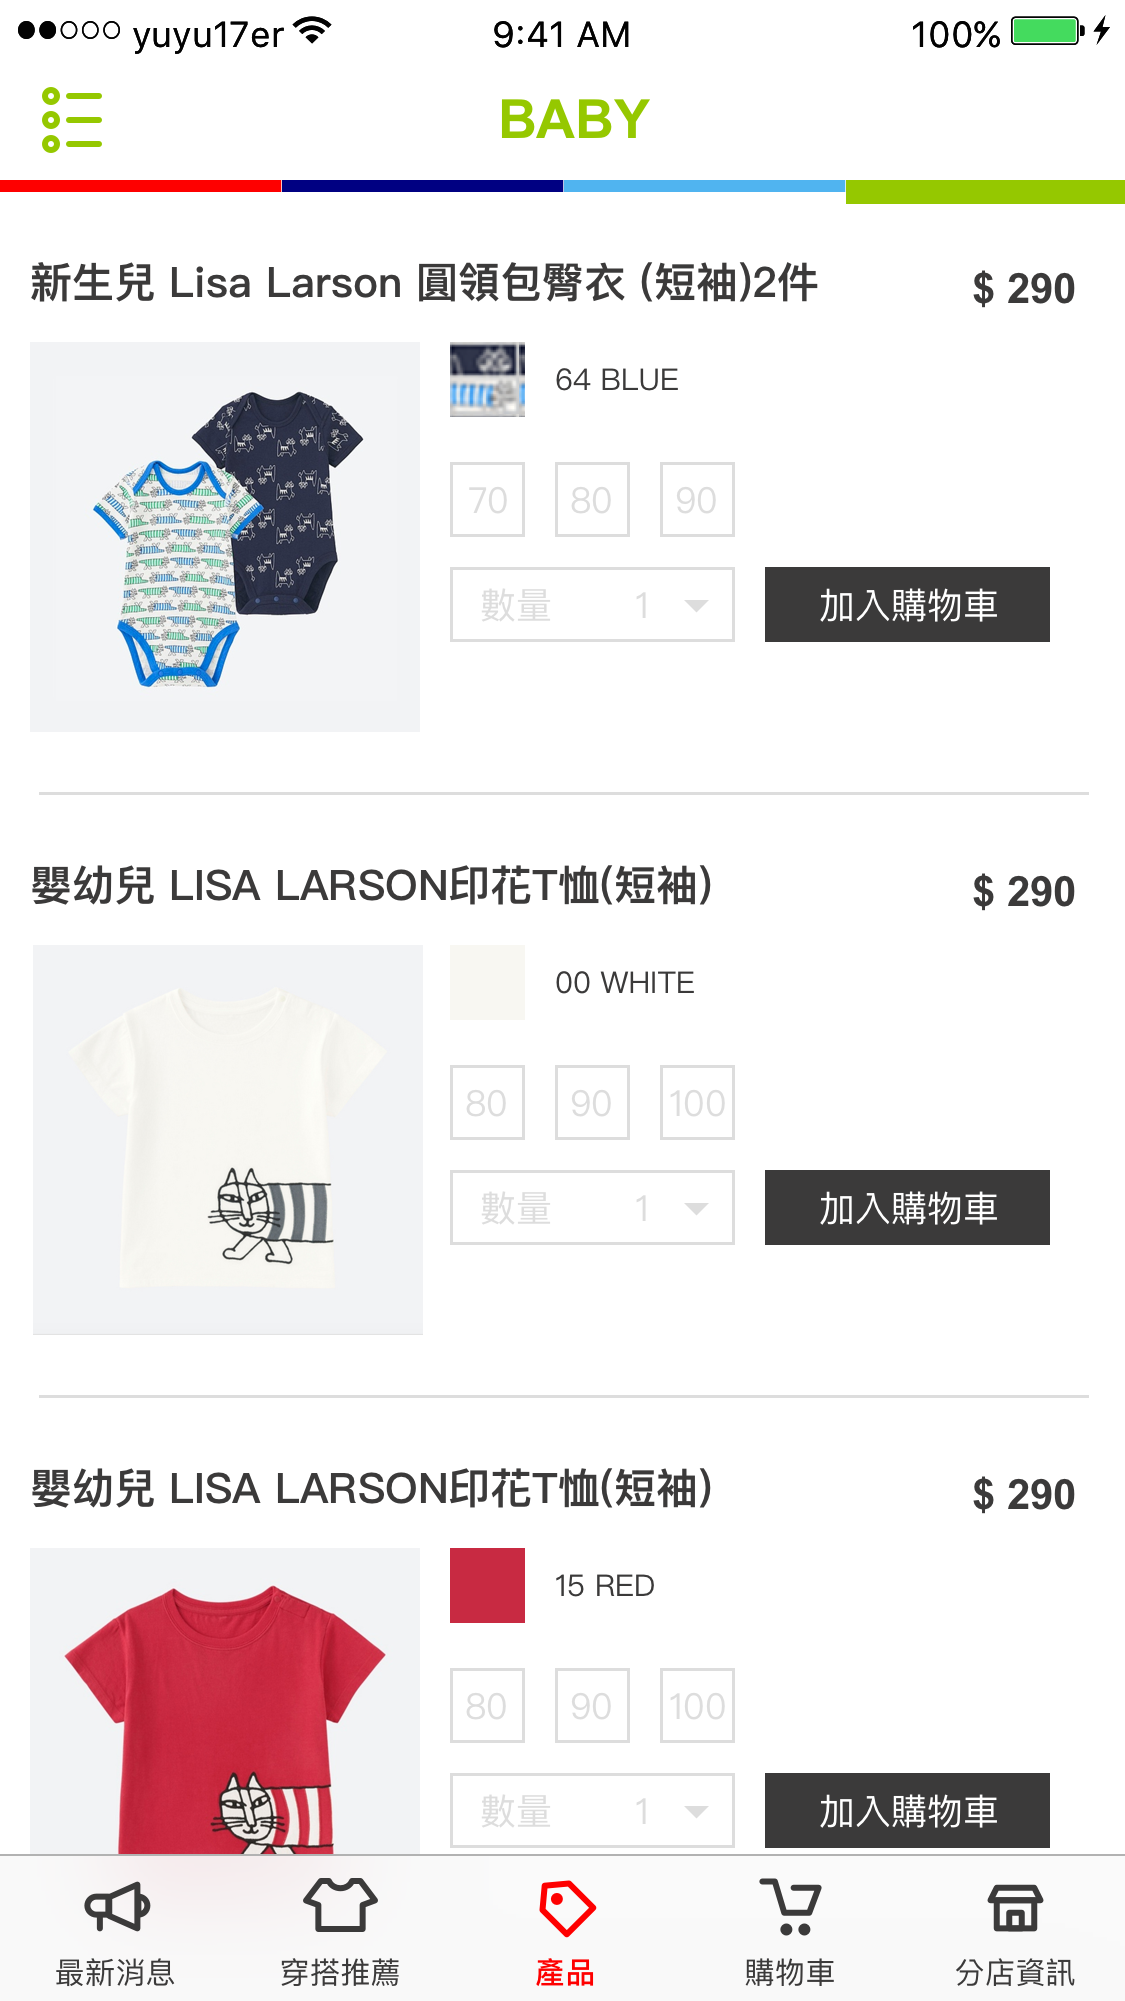 yuyu17er 9:41 AM 100%
BABY
新生兒 Lisa Larson 圓領包臀衣 (短袖)2件 $ 290
64 BLUE
70 80 90
數量 1 加入購物車
嬰幼兒 LISA LARSON印花T恤(短袖) $ 290
00 WHITE
80 90 100
數量 1 加入購物車
嬰幼兒 LISA LARSON印花T恤(短袖) $ 290
15 RED
80 90 100
數量 1 加入購物車
最新消息 穿搭推薦 產品 購物車 分店資訊